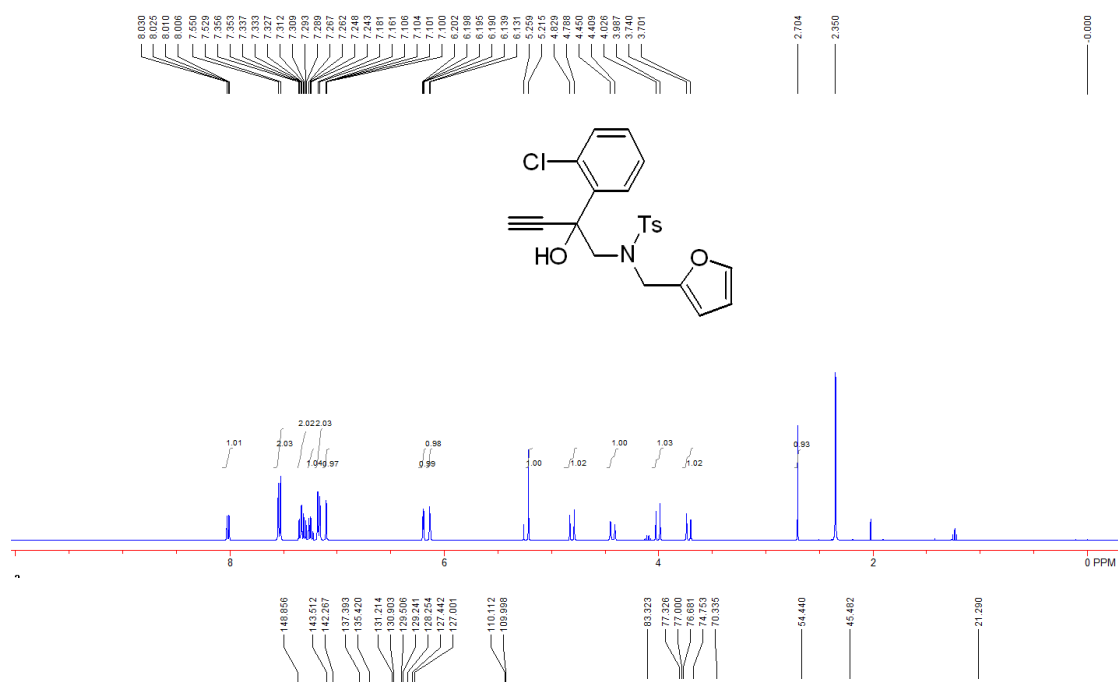 8.030 8.025 8.010 8.006 7.550 7.529 7.356 7.353 7.337 7.333 7.327 7.312 7.309 7.293 7.289 7.267 7.262 7.248 7.243 7.181 7.161 7.106 7.104 7.101 7.100 6.202 6.198 6.195 6.190 6.139 6.131 5.259 5.215 4.829 4.788 4.450 4.409 4.026 3.987 3.740 3.701 2.704 2.350 -0.000
Cl
Ts
HO
N
O
1.01 2.03 2.02 1.04 2.03 0.97 0.99 0.98 1.00 1.02 1.00 1.03 1.02 0.93
8 6 4 2 0 PPM
148.856 143.512 142.267 137.393 135.420 131.214 130.903 129.506 129.241 128.254 127.442 127.001 110.112 109.998 83.323 77.326 77.000 76.681 74.753 70.335 54.440 45.482 21.290